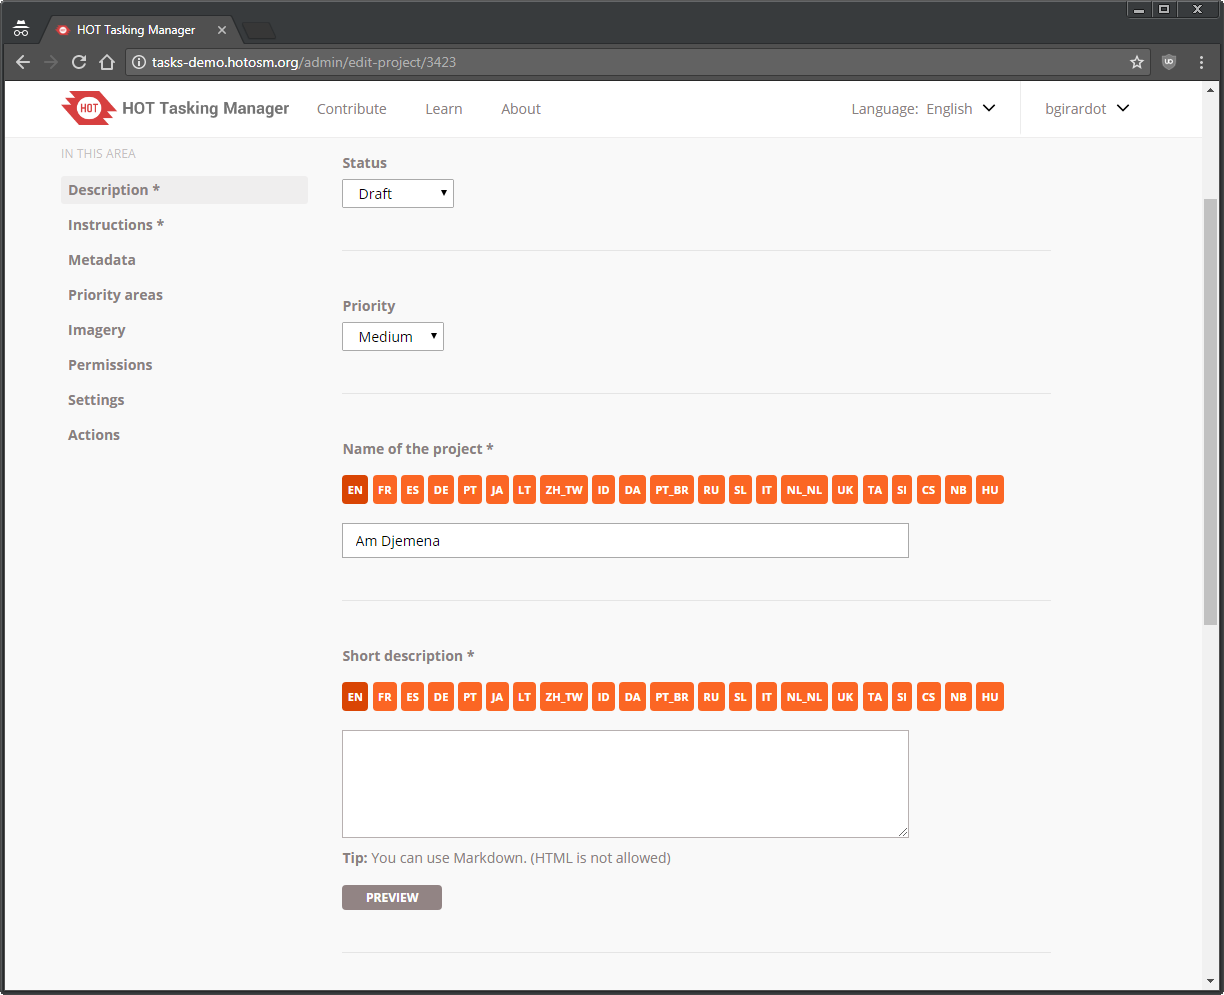 HOT Tasking Manager
tasks-demo.hotosm.org/admin/edit-project/3423
HOT HOT Tasking Manager Contribute Learn About Language: English bgirardot
IN THIS AREA
Description *
Instructions *
Metadata
Priority areas
Imagery
Permissions
Settings
Actions
Status
Draft
Priority
Medium
Name of the project *
EN FR ES DE PT JA LT ZH_TW ID DA PT_BR RU SL IT NL_NL UK TA SI CS NB HU
Am Djemena
Short description *
EN FR ES DE PT JA LT ZH_TW ID DA PT_BR RU SL IT NL_NL UK TA SI CS NB HU
Tip: You can use Markdown. (HTML is not allowed)
PREVIEW